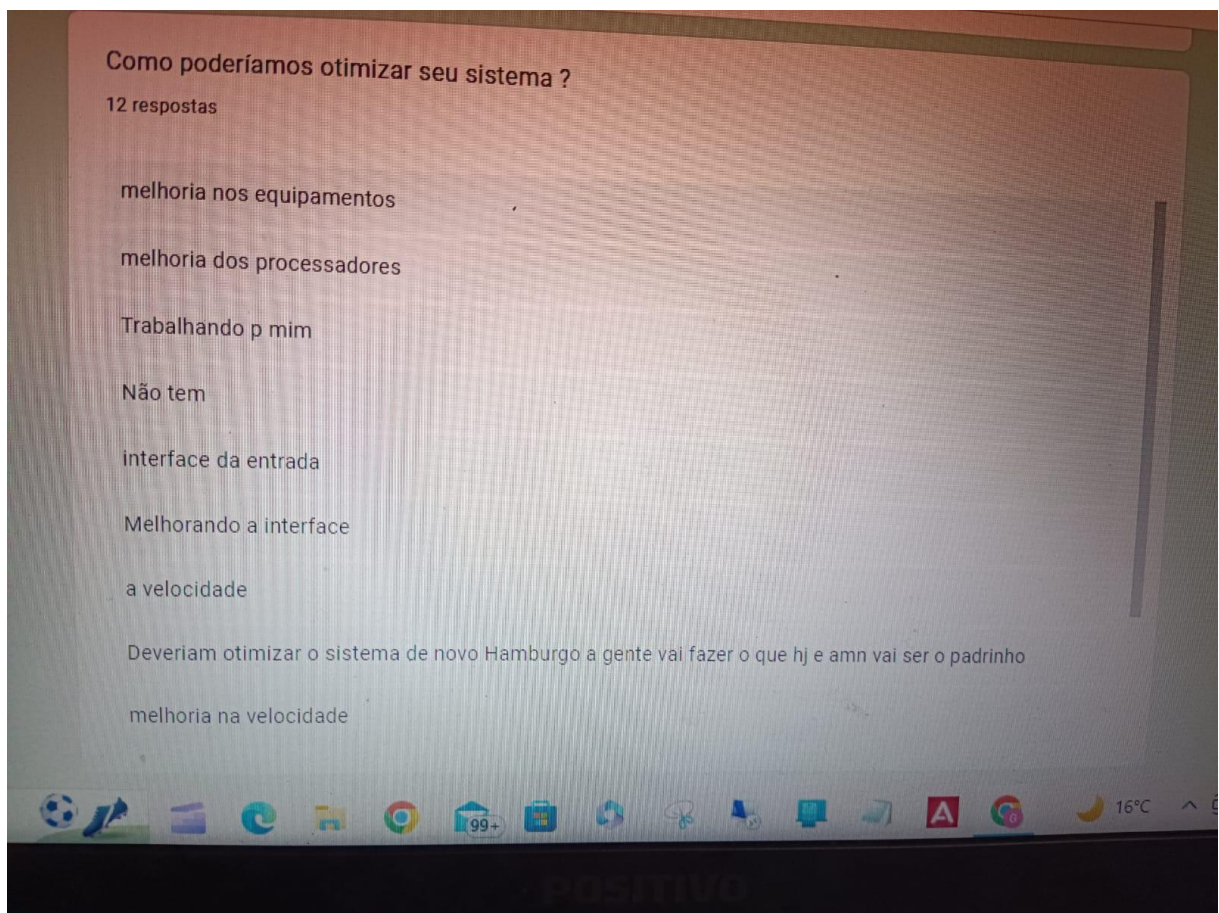 Como poderíamos otimizar seu sistema ?
12 respostas
melhoria nos equipamentos
melhoria dos processadores
Trabalhando p mim
Não tem
interface da entrada
Melhorando a interface
a velocidade
Deveriam otimizar o sistema de novo Hamburgo a gente vai fazer o que hj e amn vai ser o padrinho
melhoria na velocidade
99+
A
16°C
POSITIVO